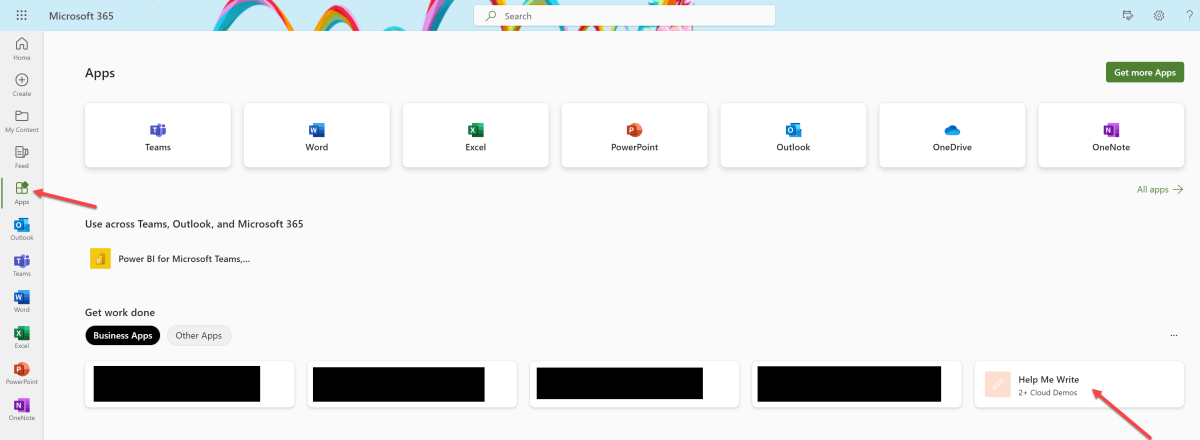 Microsoft 365
Search
?
Home
Create
My Content
Feed
Apps
Outlook
Teams
Word
Excel
PowerPoint
OneNote
Apps
Get more Apps
Teams
Word
Excel
PowerPoint
Outlook
OneDrive
OneNote
All apps
Use across Teams, Outlook, and Microsoft 365
Power BI for Microsoft Teams,...
Get work done
Business Apps
Other Apps
...
Help Me Write
2+ Cloud Demos